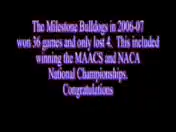 The Milestone Bulldogs in 2006-07
won 36 games and only lost 4. This included
winning the MAACS and NACA
National Championships.
Congratulations